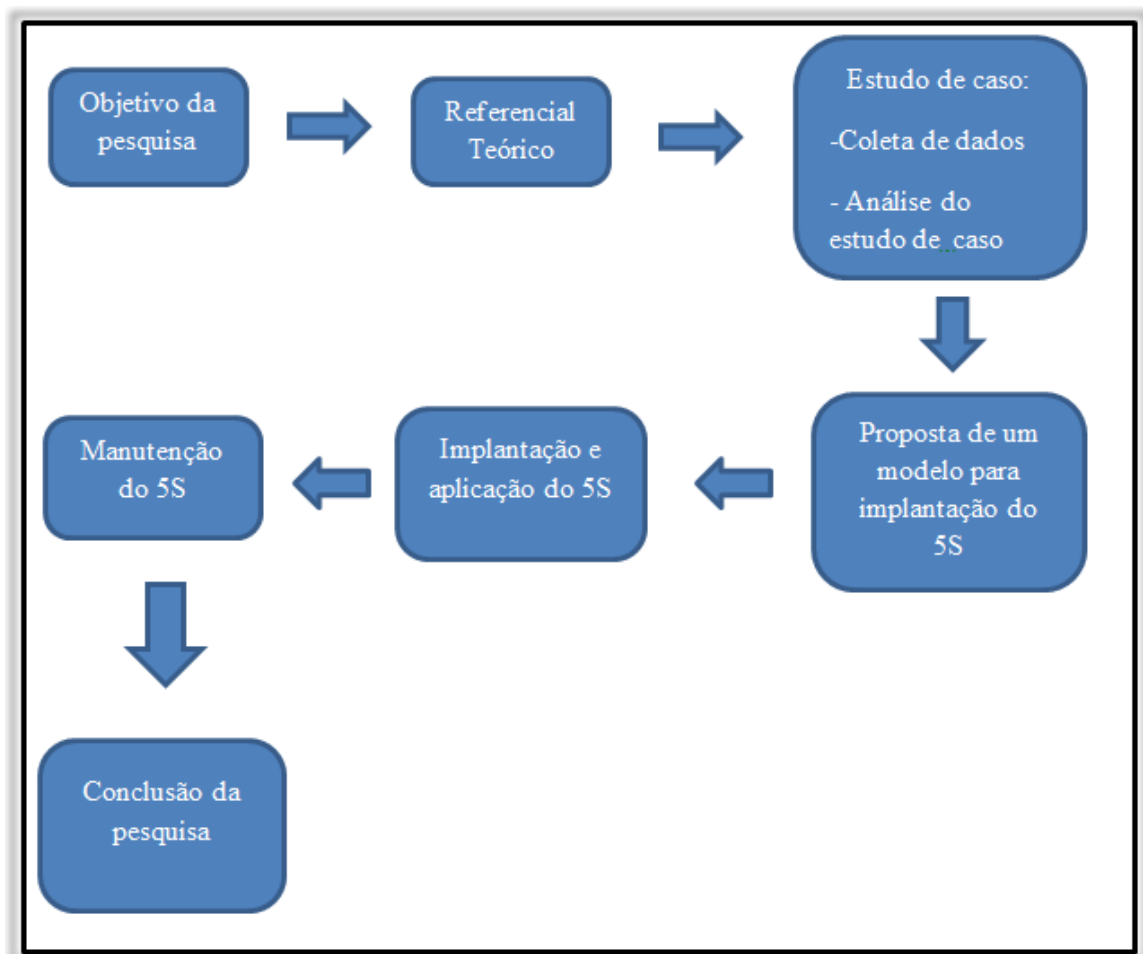 Objetivo da
pesquisa
Referencial
Teórico
Estudo de caso:
-Coleta de dados
- Análise do
estudo de caso
Proposta de um
modelo para
implantação do
5S
Implantação e
aplicação do 5S
Manutenção
do 5S
Conclusão da
pesquisa